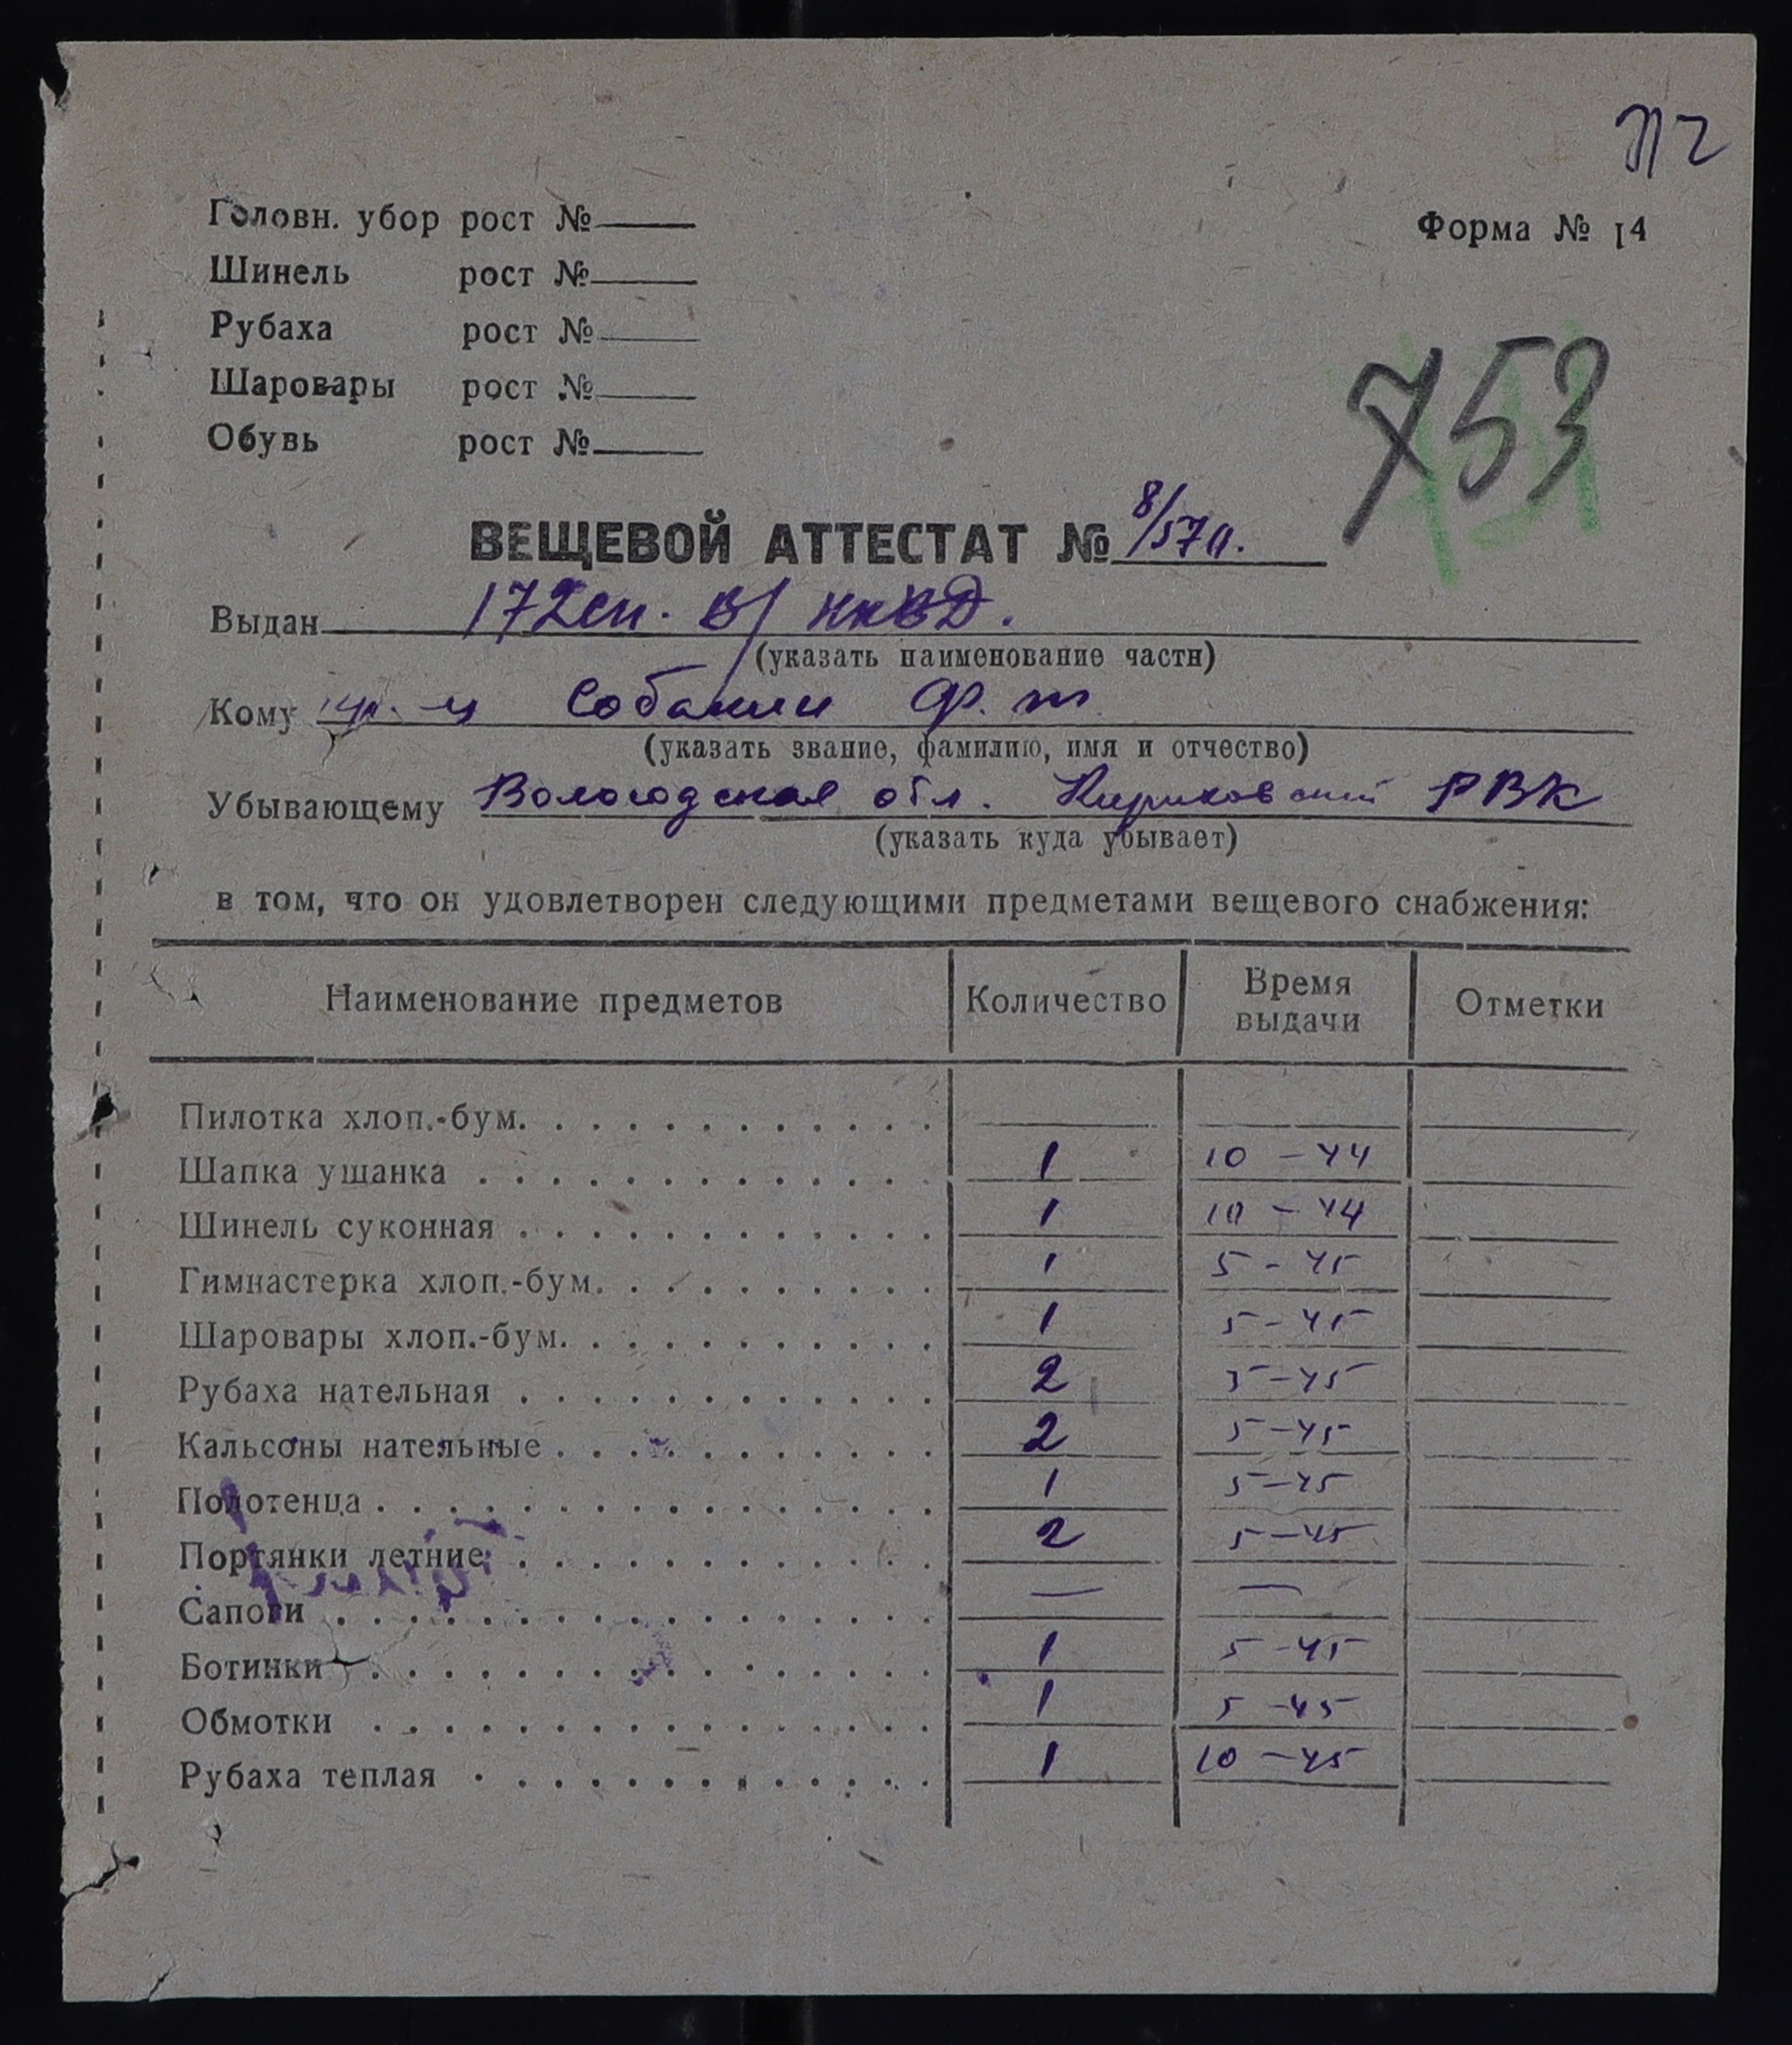 Головн. убор рост №
Форма № 14
Шинель рост №
Рубаха рост №
Шаровары рост №
Обувь рост №
753
ВЕЩЕВОЙ АТТЕСТАТ № 8/570.
Выдан 172 сп. В/ НКВД.
(указать наименование части)
Кому Собакин Ф. т
(указать звание, фамилию, имя и отчество)
Убывающему Вологодская обл. РВК
(указать куда убывает)
в том, что он удовлетворен следующими предметами вещевого снабжения:
Наименование предметов Количество Время выдачи Отметки
Пилотка хлоп.-бум.
Шапка ушанка 1 10 - 44
Шинель суконная 1 10 - 44
Гимнастерка хлоп.-бум. 1 5 - 45
Шаровары хлоп.-бум. 1 5 - 45
Рубаха нательная 2 5 - 45
Кальсоны нательные 2 5 - 45
Полотенца 1 5 - 45
Портянки летние 2 5 - 45
Сапоги — —
Ботинки 1 5 - 45
Обмотки 1 5 - 45
Рубаха теплая 1 10 - 45